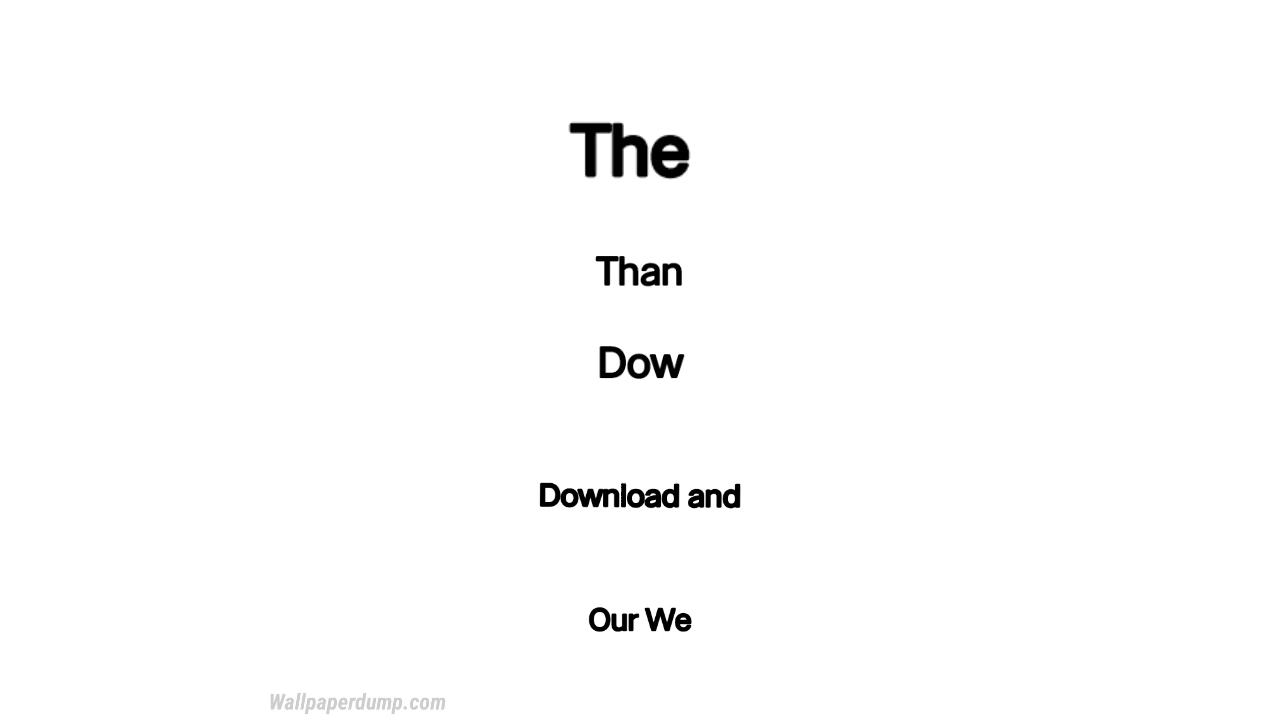 The
Than
Dow
Download and
Our We
Wallpaperdump.com